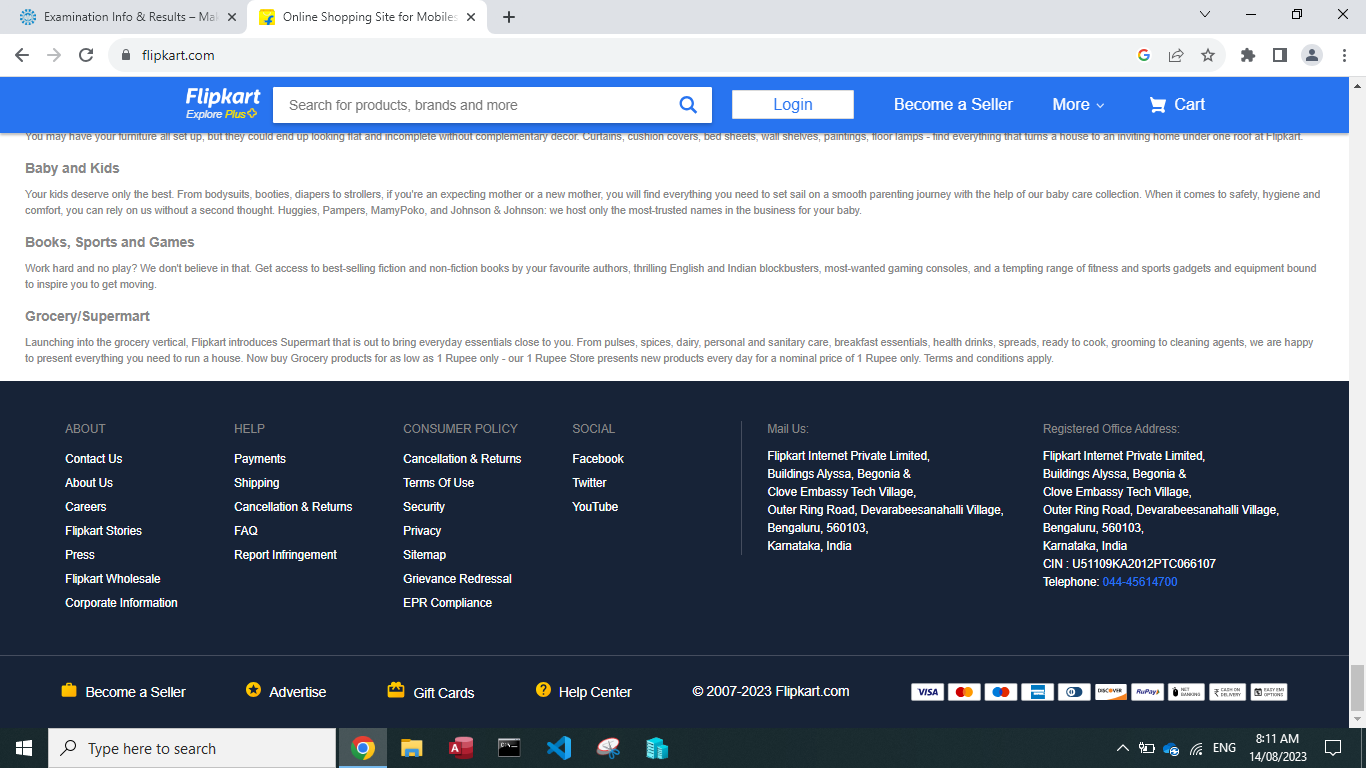 Examination Info & Results – Mak
Online Shopping Site for Mobiles
flipkart.com
Flipkart
Explore Plus
Search for products, brands and more
Login
Become a Seller
More
Cart
You may have your furniture all set up, but they could end up looking flat and incomplete without complementary decor. Curtains, cushion covers, bed sheets, wall shelves, paintings, floor lamps - find everything that turns a house to an inviting home under one roof at Flipkart.
Baby and Kids
Your kids deserve only the best. From bodysuits, booties, diapers to strollers, if you're an expecting mother or a new mother, you will find everything you need to set sail on a smooth parenting journey with the help of our baby care collection. When it comes to safety, hygiene and
comfort, you can rely on us without a second thought. Huggies, Pampers, MamyPoko, and Johnson & Johnson: we host only the most-trusted names in the business for your baby.
Books, Sports and Games
Work hard and no play? We don't believe in that. Get access to best-selling fiction and non-fiction books by your favourite authors, thrilling English and Indian blockbusters, most-wanted gaming consoles, and a tempting range of fitness and sports gadgets and equipment bound
to inspire you to get moving.
Grocery/Supermart
Launching into the grocery vertical, Flipkart introduces Supermart that is out to bring everyday essentials close to you. From pulses, spices, dairy, personal and sanitary care, breakfast essentials, health drinks, spreads, ready to cook, grooming to cleaning agents, we are happy
to present everything you need to run a house. Now buy Grocery products for as low as 1 Rupee only - our 1 Rupee Store presents new products every day for a nominal price of 1 Rupee only. Terms and conditions apply.
ABOUT
Contact Us
About Us
Careers
Flipkart Stories
Press
Flipkart Wholesale
Corporate Information
HELP
Payments
Shipping
Cancellation & Returns
FAQ
Report Infringement
CONSUMER POLICY
Cancellation & Returns
Terms Of Use
Security
Privacy
Sitemap
Grievance Redressal
EPR Compliance
SOCIAL
Facebook
Twitter
YouTube
Mail Us:
Flipkart Internet Private Limited,
Buildings Alyssa, Begonia &
Clove Embassy Tech Village,
Outer Ring Road, Devarabeesanahalli Village,
Bengaluru, 560103,
Karnataka, India
Registered Office Address:
Flipkart Internet Private Limited,
Buildings Alyssa, Begonia &
Clove Embassy Tech Village,
Outer Ring Road, Devarabeesanahalli Village,
Bengaluru, 560103,
Karnataka, India
CIN : U51109KA2012PTC066107
Telephone: 044-45614700
Become a Seller
Advertise
Gift Cards
Help Center
© 2007-2023 Flipkart.com
VISA
DISCOVER
RuPay
NET
BANKING
CASH ON
DELIVERY
EASY EMI
OPTIONS
Type here to search
ENG
8:11 AM
14/08/2023